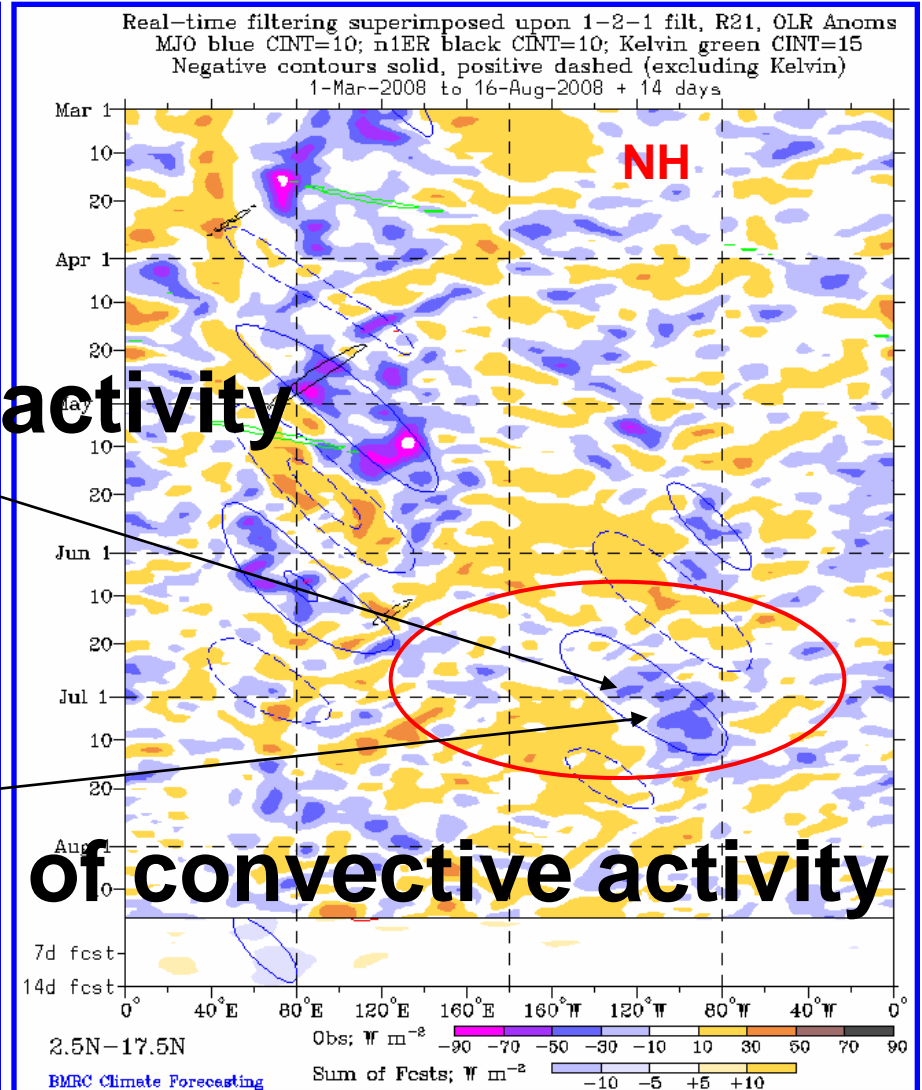 Real-time filtering superimposed upon 1-2-1 filt, R21, OLR Anoms
MJO blue CINT=10; n1ER black CINT=10; Kelvin green CINT=15
Negative contours solid, positive dashed (excluding Kelvin)
1-Mar-2008 to 16-Aug-2008 + 14 days
Mar 1
10
NH
20
Apr 1
10
20
activity
10
20
Jun 1
10
20
Jul 1
10
20
Aug 1
of convective activity
7d fcst
14d fcst
0° 40°E 80°E 120°E 160°E 160°W 120°W 80°W 40°W 0°
2.5N-17.5N
Obs; W m-2
-90 -70 -50 -30 -10 10 30 50 70 90
BMRC Climate Forecasting
Sum of Fcsts; W m-2
-10 -5 +5 +10